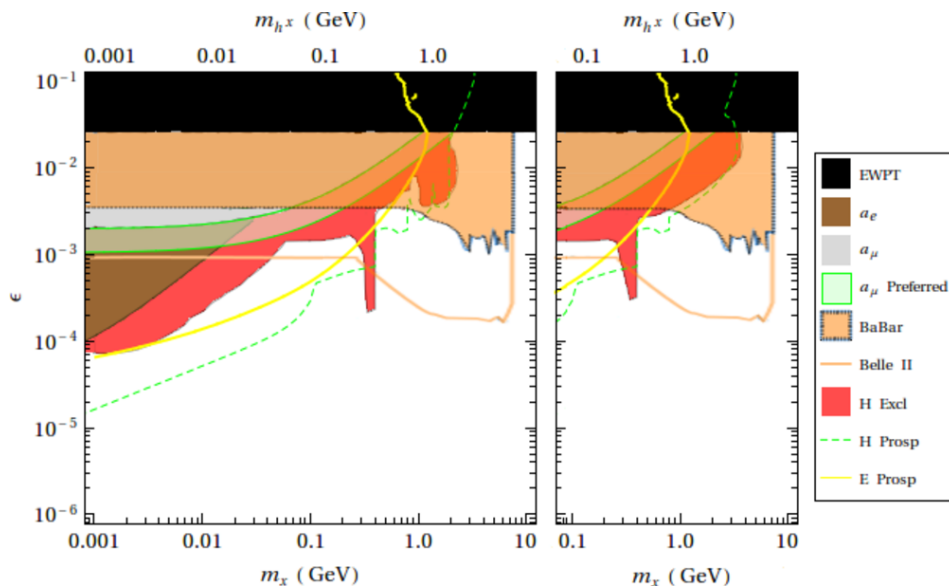 m_{h^x} ( GeV)
m_{h^x} ( GeV)
0.001 0.01 0.1 1.0
0.1 1.0
10^{-1}
10^{-2}
10^{-3}
ϵ
10^{-4}
10^{-5}
10^{-6}
0.001 0.01 0.1 1.0 10
0.1 1.0 10
m_x ( GeV)
m_x ( GeV)
EWPT
a_e
a_μ
a_μ Preferred
BaBar
Belle II
H Excl
H Prosp
E Prosp